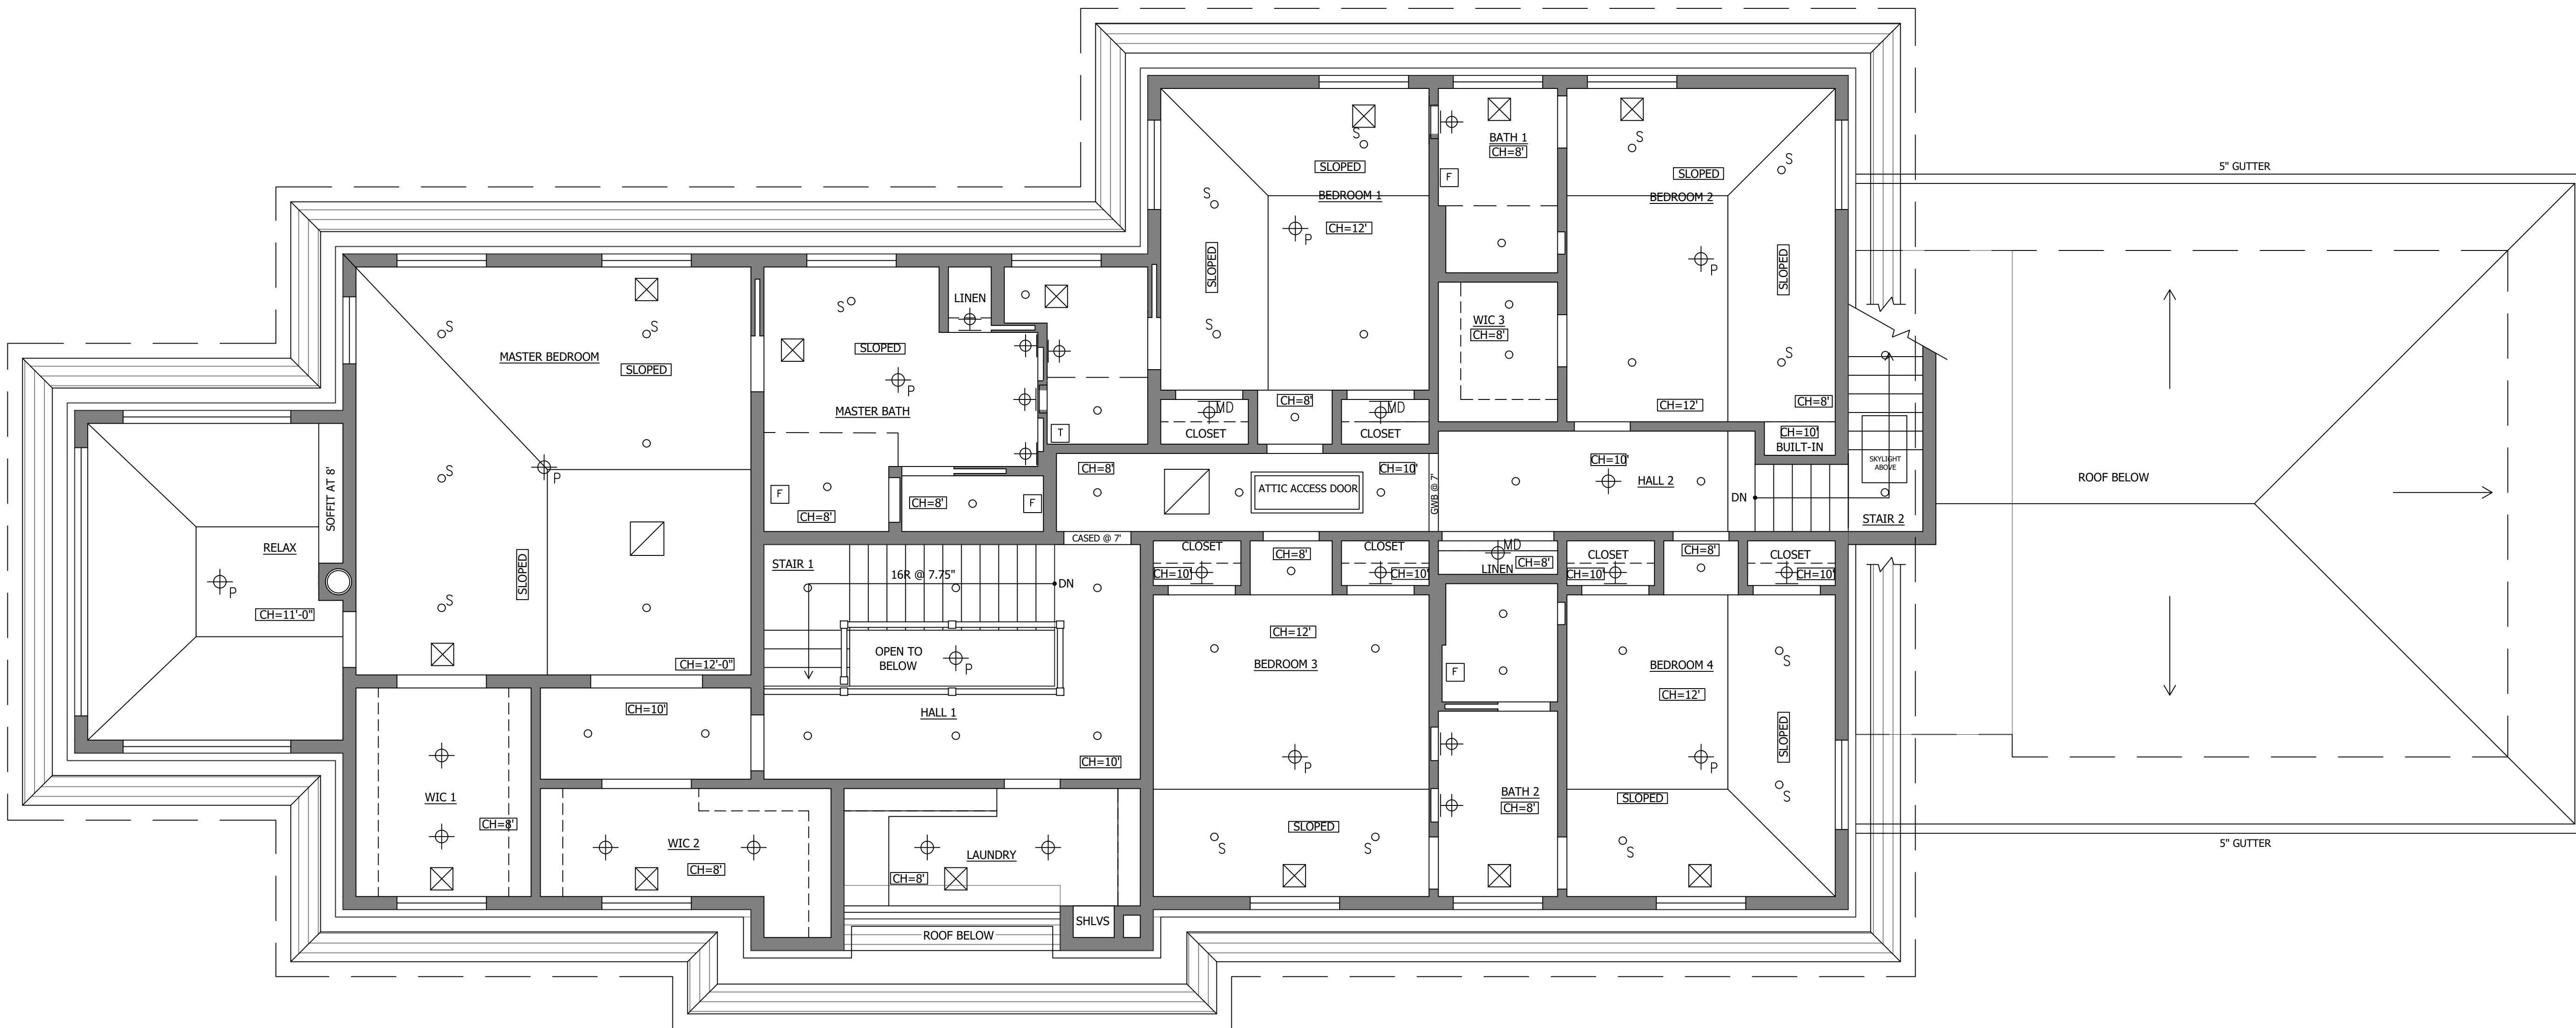 5" GUTTER
S
SLOPED
BEDROOM 1
CH=12'
P
S
SLOPED
S
BATH 1
CH=8'
F
S
SLOPED
BEDROOM 2
S
P
SLOPED
S
CH=12'
CH=8'
WIC 3
CH=8'
MD
CLOSET
CH=8'
MD
CLOSET
CH=10'
BUILT-IN
SKYLIGHT
ABOVE
ROOF BELOW
S
S
MASTER BEDROOM
SLOPED
S
P
SLOPED
S
CH=12'-0"
S
SLOPED
P
MASTER BATH
LINEN
F
CH=8'
CH=8'
F
T
CH=8'
ATTIC ACCESS DOOR
CH=10'
GWB @ 7'
CH=10'
HALL 2
DN
STAIR 2
SOFFIT AT 8'
RELAX
P
CH=11'-0"
CASED @ 7'
STAIR 1
16R @ 7.75"
DN
OPEN TO
BELOW
P
HALL 1
CH=10'
CH=10'
CLOSET
CH=10'
CH=8'
CLOSET
CH=10'
MD
LINEN
CH=8'
CLOSET
CH=10'
CH=8'
CLOSET
CH=10'
CH=12'
BEDROOM 3
P
SLOPED
S
S
F
BATH 2
CH=8'
BEDROOM 4
CH=12'
S
P
SLOPED
S
SLOPED
S
WIC 1
CH=8'
WIC 2
CH=8'
LAUNDRY
CH=8'
SHLVS
ROOF BELOW
5" GUTTER